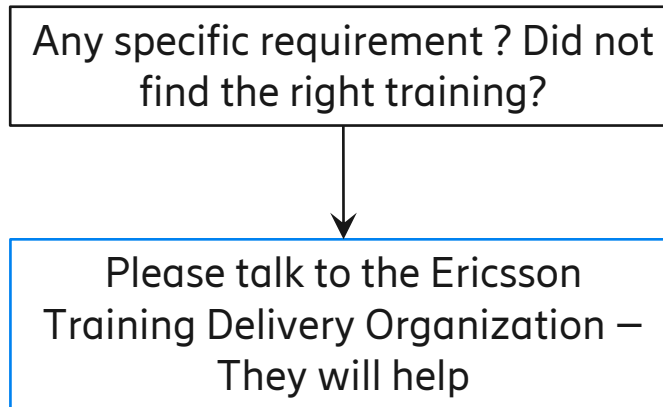 Any specific requirement ? Did not
find the right training?
Please talk to the Ericsson
Training Delivery Organization –
They will help